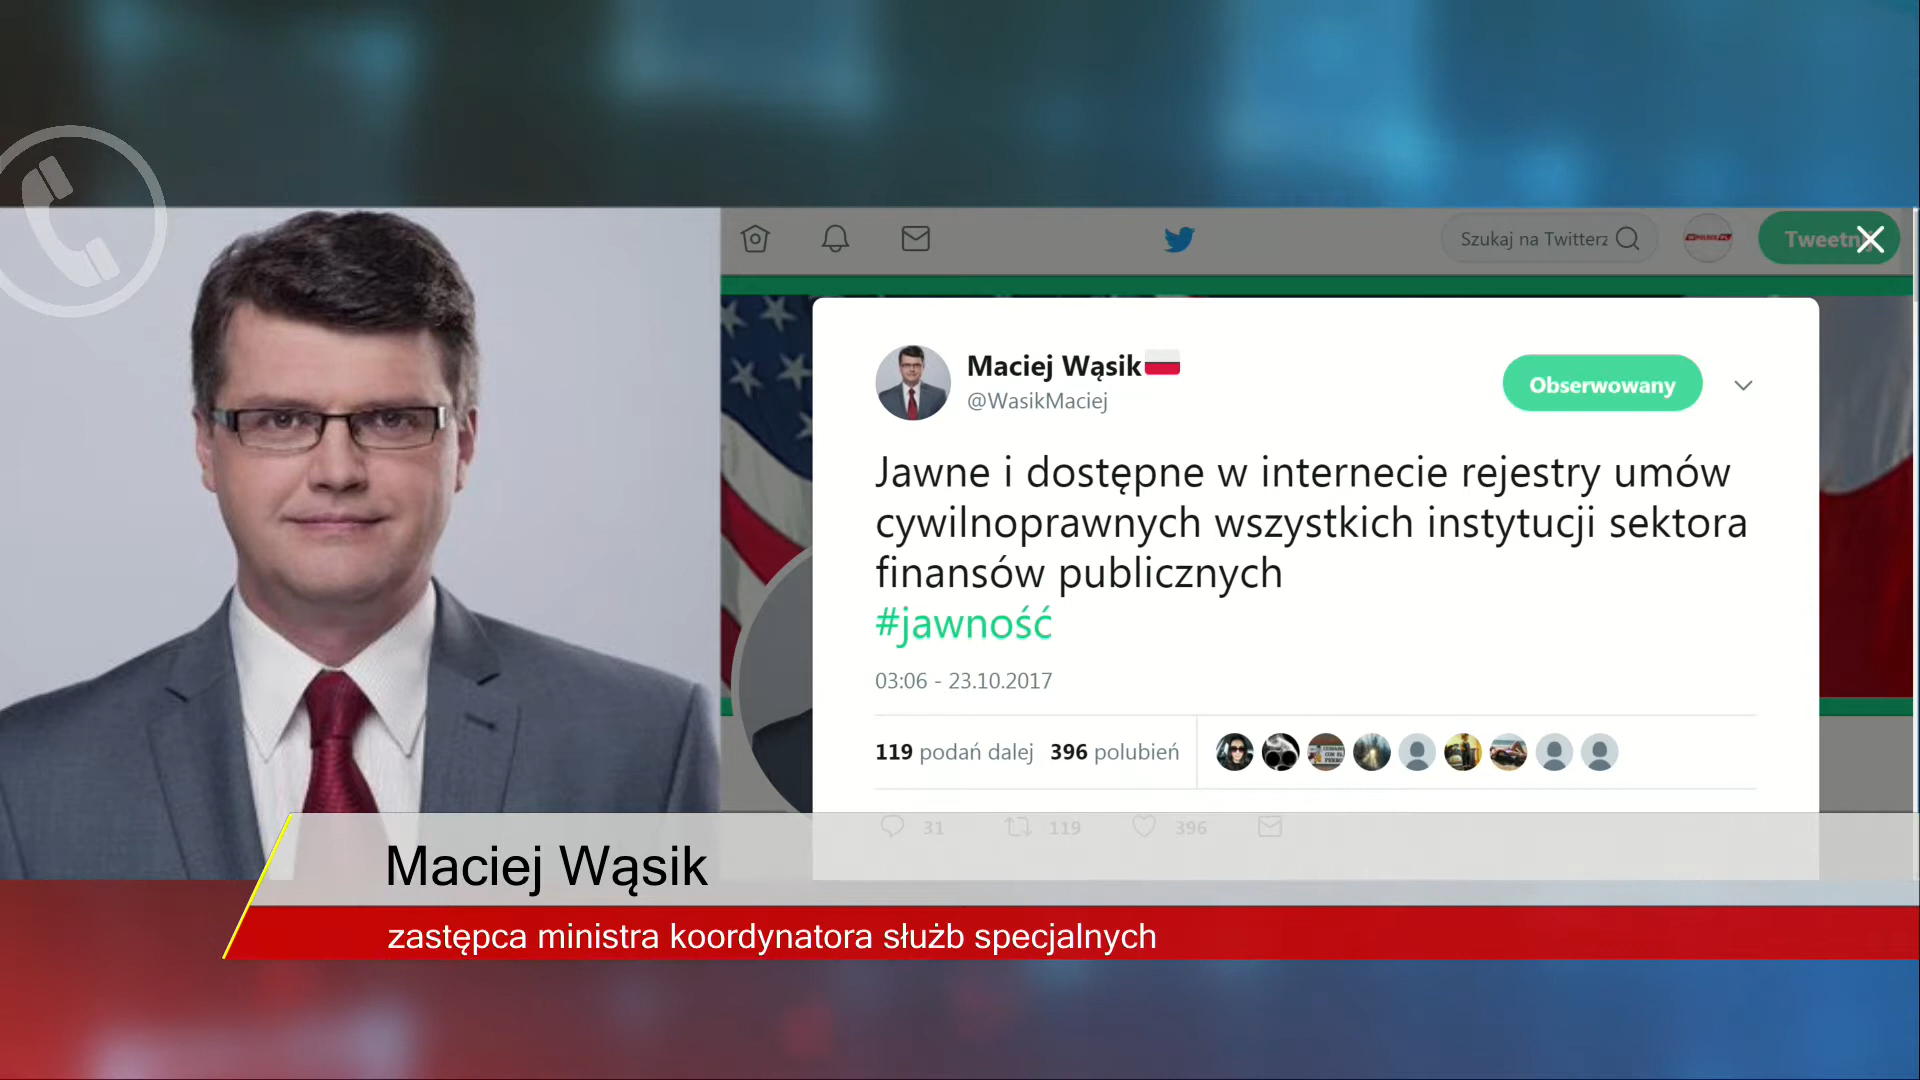 Szukaj na Twitterz
Tweetnij
Maciej Wąsik
@WasikMaciej
Obserwowany
Jawne i dostępne w internecie rejestry umów
cywilnoprawnych wszystkich instytucji sektora
finansów publicznych
#jawność
03:06 - 23.10.2017
119 podań dalej 396 polubień
31 119 396
Maciej Wąsik
zastępca ministra koordynatora służb specjalnych